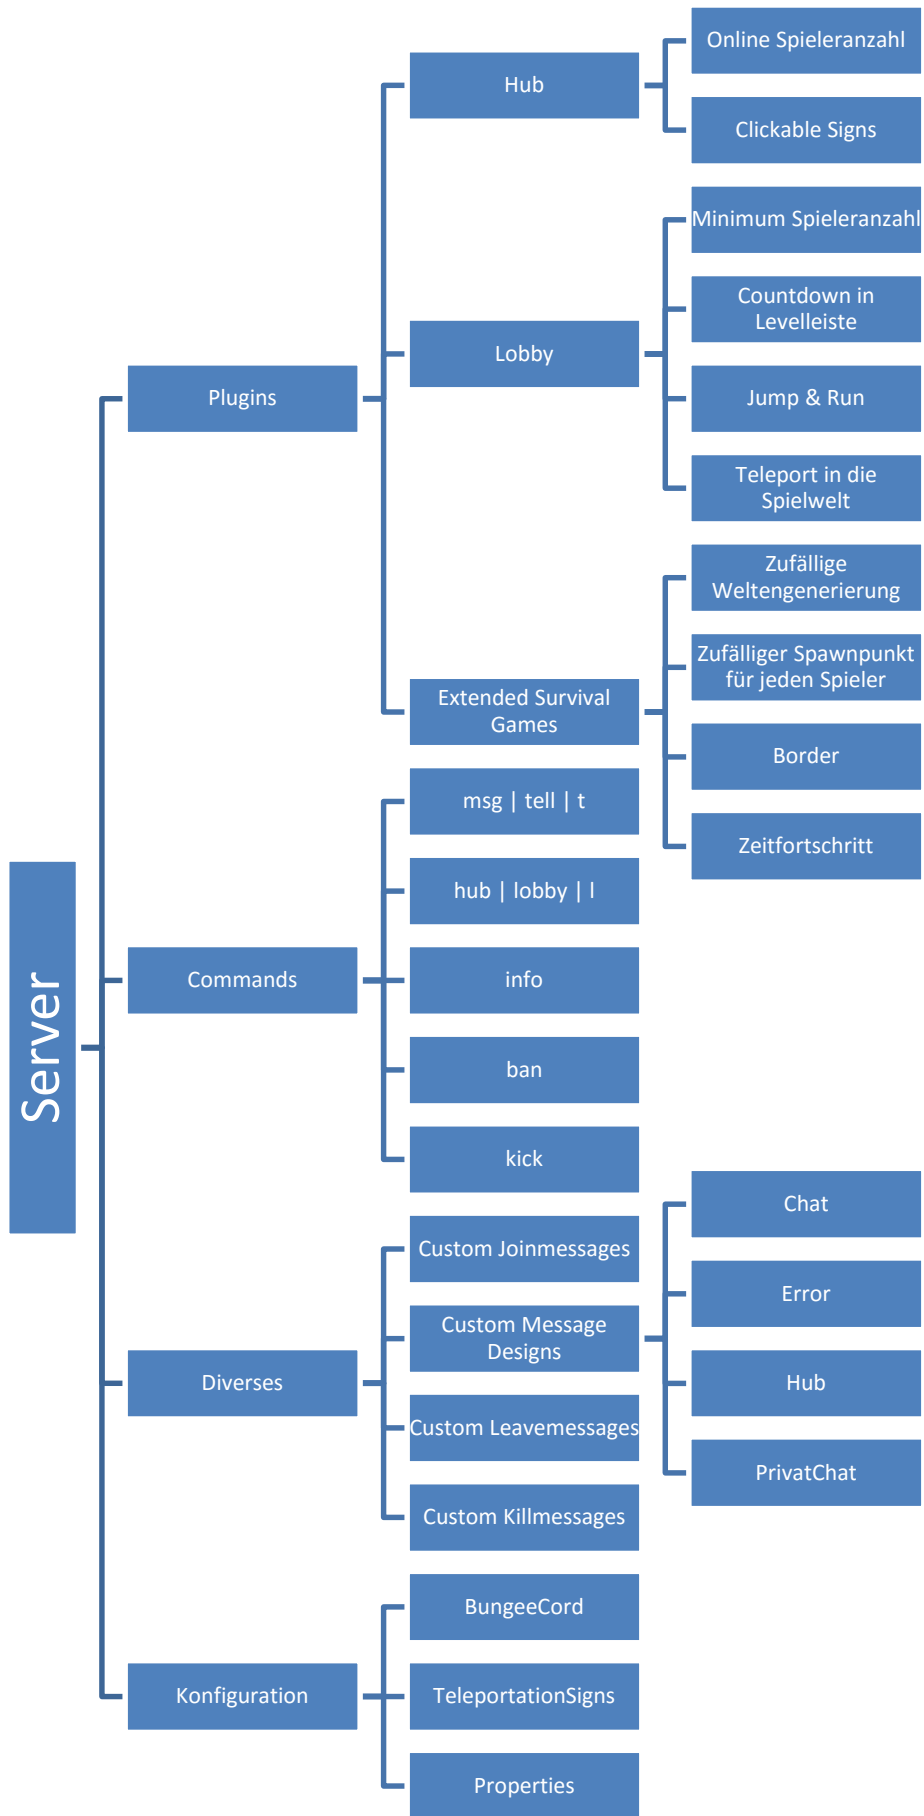 Server
Plugins
Hub
Online Spieleranzahl
Clickable Signs
Lobby
Minimum Spieleranzahl
Countdown in
Levelleiste
Jump & Run
Teleport in die
Spielwelt
Extended Survival
Games
Zufällige
Weltengenerierung
Zufälliger Spawnpunkt
für jeden Spieler
Border
Zeitfortschritt
Commands
msg | tell | t
hub | lobby | l
info
ban
kick
Diverses
Custom Joinmessages
Custom Message
Designs
Chat
Error
Hub
PrivatChat
Custom Leavemessages
Custom Killmessages
Konfiguration
BungeeCord
TeleportationSigns
Properties